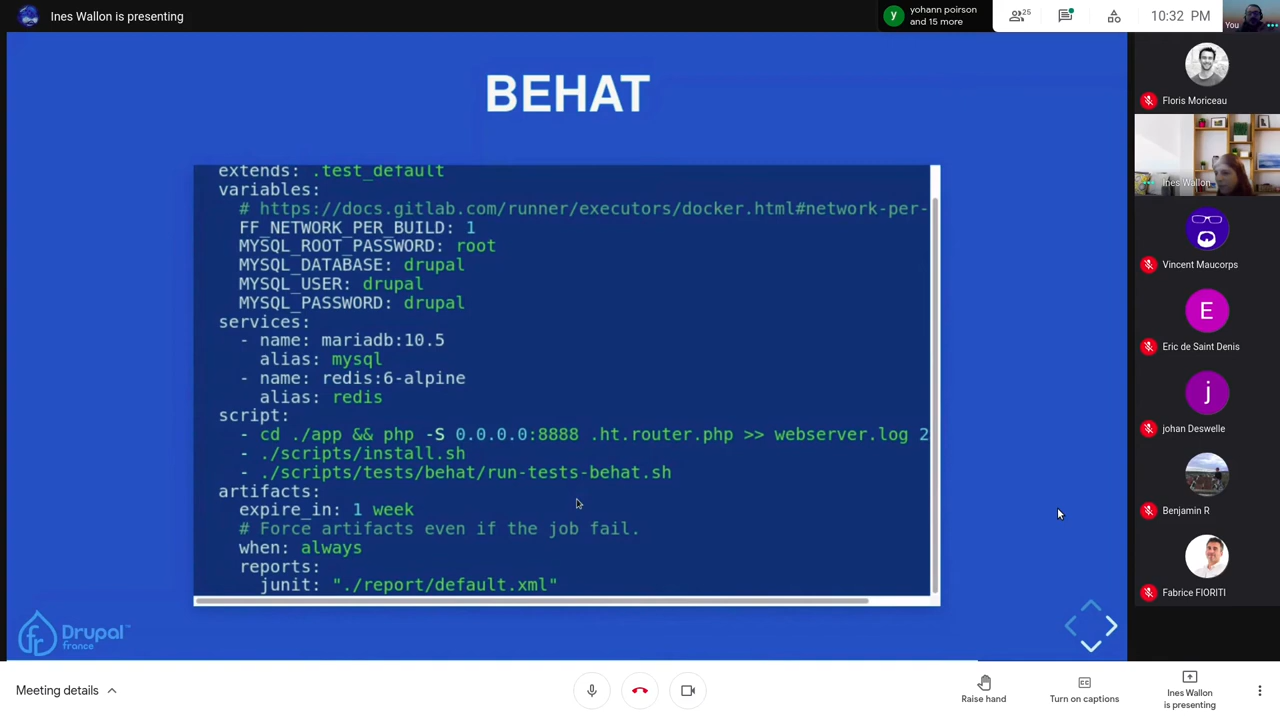 Ines Wallon is presenting
y
yohann poirson
and 15 more
25
10:32 PM
You
BEHAT
extends: .test_default
variables:
# https://docs.gitlab.com/runner/executors/docker.html#network-per-
FF_NETWORK_PER_BUILD: 1
MYSQL_ROOT_PASSWORD: root
MYSQL_DATABASE: drupal
MYSQL_USER: drupal
MYSQL_PASSWORD: drupal
services:
- name: mariadb:10.5
alias: mysql
- name: redis:6-alpine
alias: redis
script:
- cd ./app && php -S 0.0.0.0:8888 .ht.router.php >> webserver.log 2
- ./scripts/install.sh
- ./scripts/tests/behat/run-tests-behat.sh
artifacts:
expire_in: 1 week
# Force artifacts even if the job fail.
when: always
reports:
junit: "./report/default.xml"
fr
Drupal™
france
Floris Moriceau
Ines Wallon
Vincent Maucorps
E
Eric de Saint Denis
j
johan Deswelle
Benjamin R
Fabrice FIORITI
Meeting details
Raise hand
CC
Turn on captions
Ines Wallon
is presenting